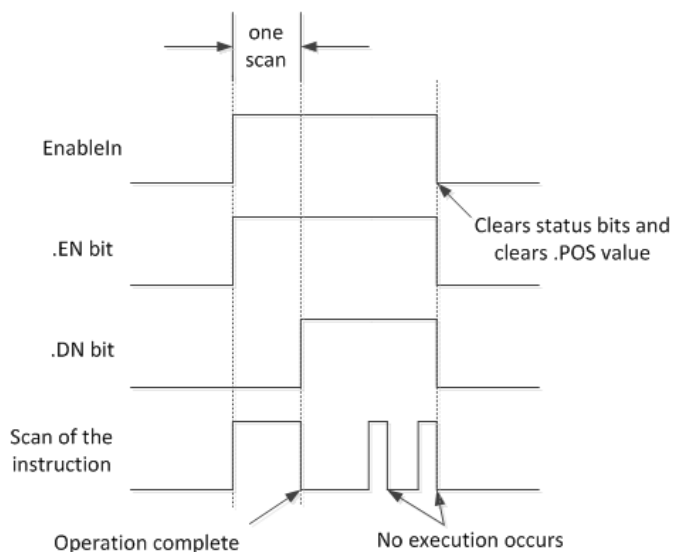 one
scan
EnableIn
Clears status bits and
clears .POS value
.EN bit
.DN bit
Scan of the
instruction
Operation complete
No execution occurs